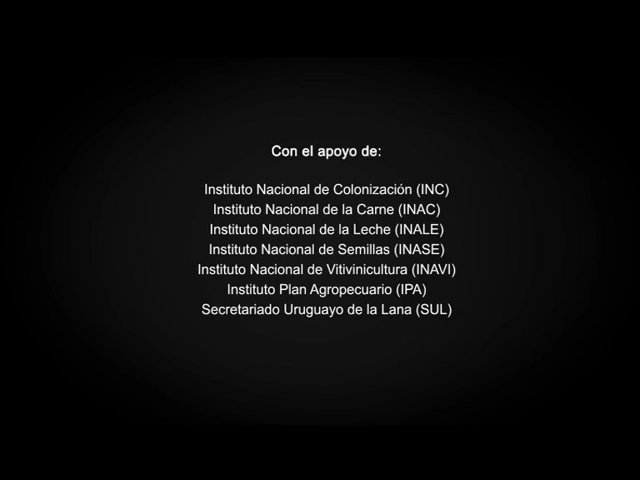 Con el apoyo de:
Instituto Nacional de Colonización (INC)
Instituto Nacional de la Carne (INAC)
Instituto Nacional de la Leche (INALE)
Instituto Nacional de Semillas (INASE)
Instituto Nacional de Vitivinicultura (INAVI)
Instituto Plan Agropecuario (IPA)
Secretariado Uruguayo de la Lana (SUL)